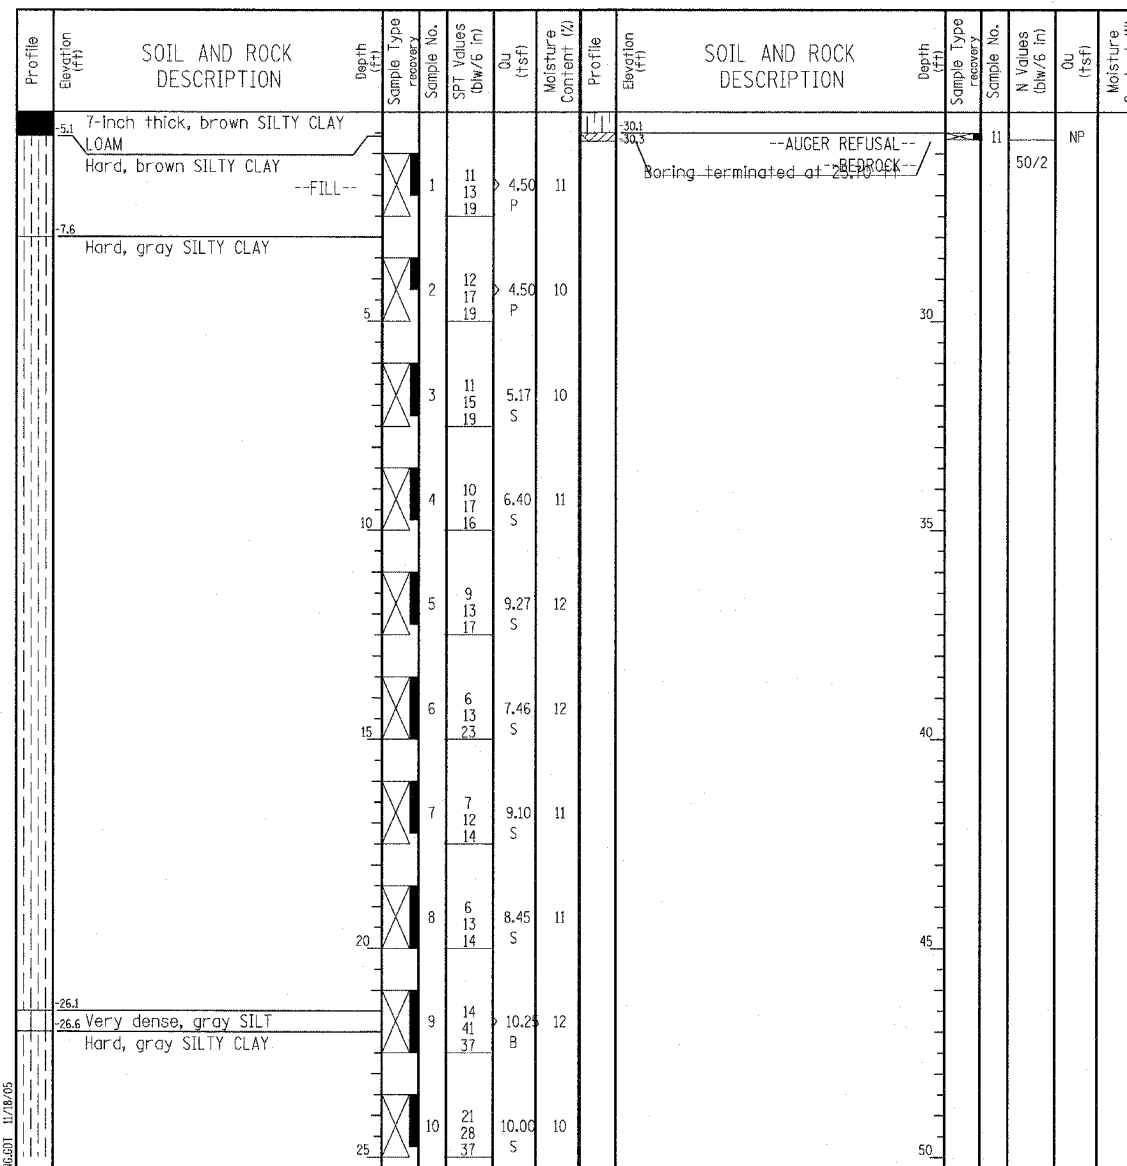 Profile
Elevation (ft)
SOIL AND ROCK
DESCRIPTION
Depth (ft)
Sample Type
recovery
Sample No.
SPT Values
(blw/6 in)
Qu
(tsf)
Moisture
Content (%)
Profile
Elevation (ft)
SOIL AND ROCK
DESCRIPTION
Depth (ft)
Sample Type
recovery
Sample No.
N Values
(blw/6 in)
Qu
(tsf)
Moisture
-5.1 7-inch thick, brown SILTY CLAY
LOAM
Hard, brown SILTY CLAY
--FILL--
1 11 13 19 > 4.50 P 11
-7.6
Hard, gray SILTY CLAY
2 12 17 19 > 4.50 P 10
5
3 11 15 19 5.17 S 10
4 10 17 16 6.40 S 11
10
5 9 13 17 9.27 S 12
6 6 13 23 7.46 S 12
15
7 7 12 14 9.10 S 11
8 6 13 14 8.45 S 11
20
-26.1
-26.6 Very dense, gray SILT
Hard, gray SILTY CLAY
9 14 41 37 > 10.25 B 12
10 21 28 37 10.00 S 10
25
-30.1
-30.3
--AUGER REFUSAL--
--BEDROCK--
Boring terminated at 25.70 ft
11 50/2 NP
30
35
40
45
50
11/18/05